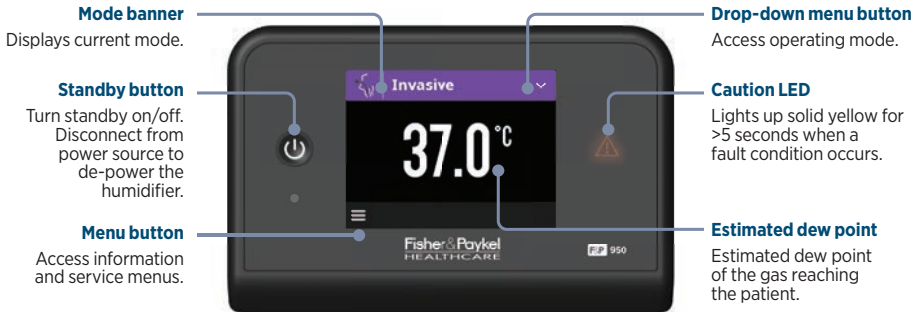 Mode banner
Displays current mode.
Standby button
Turn standby on/off.
Disconnect from
power source to
de-power the
humidifier.
Menu button
Access information
and service menus.
Invasive
37.0°C
Fisher&Paykel
HEALTHCARE
F&P 950
Drop-down menu button
Access operating mode.
Caution LED
Lights up solid yellow for
>5 seconds when a
fault condition occurs.
Estimated dew point
Estimated dew point
of the gas reaching
the patient.